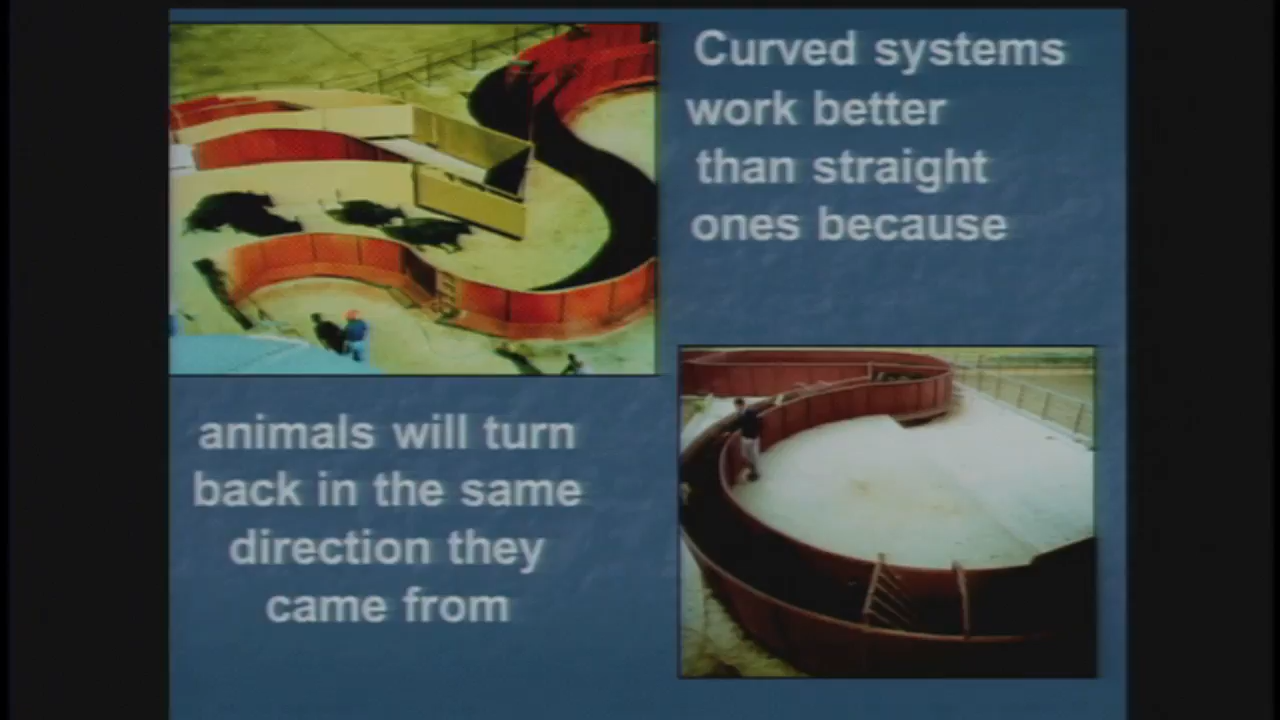 Curved systems
work better
than straight
ones because
animals will turn
back in the same
direction they
came from